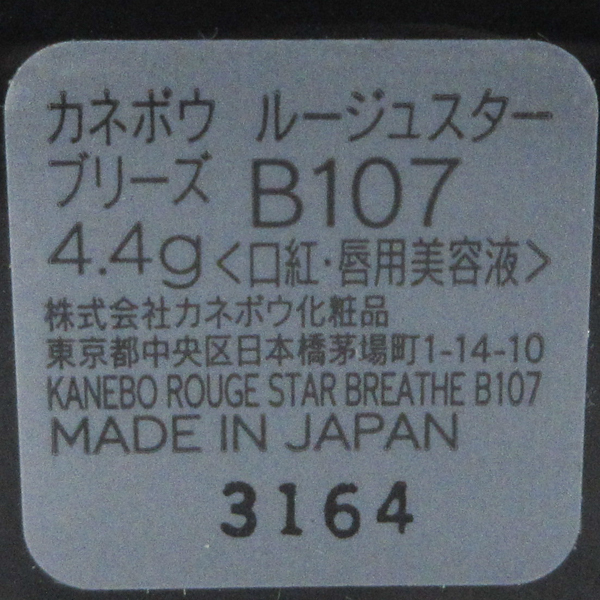 カネボウ ルージュスター
ブリーズ B107
4.4g<口紅・唇用美容液>
株式会社カネボウ化粧品
東京都中央区日本橋茅場町1-14-10
KANEBO ROUGE STAR BREATHE B107
MADE IN JAPAN
3164